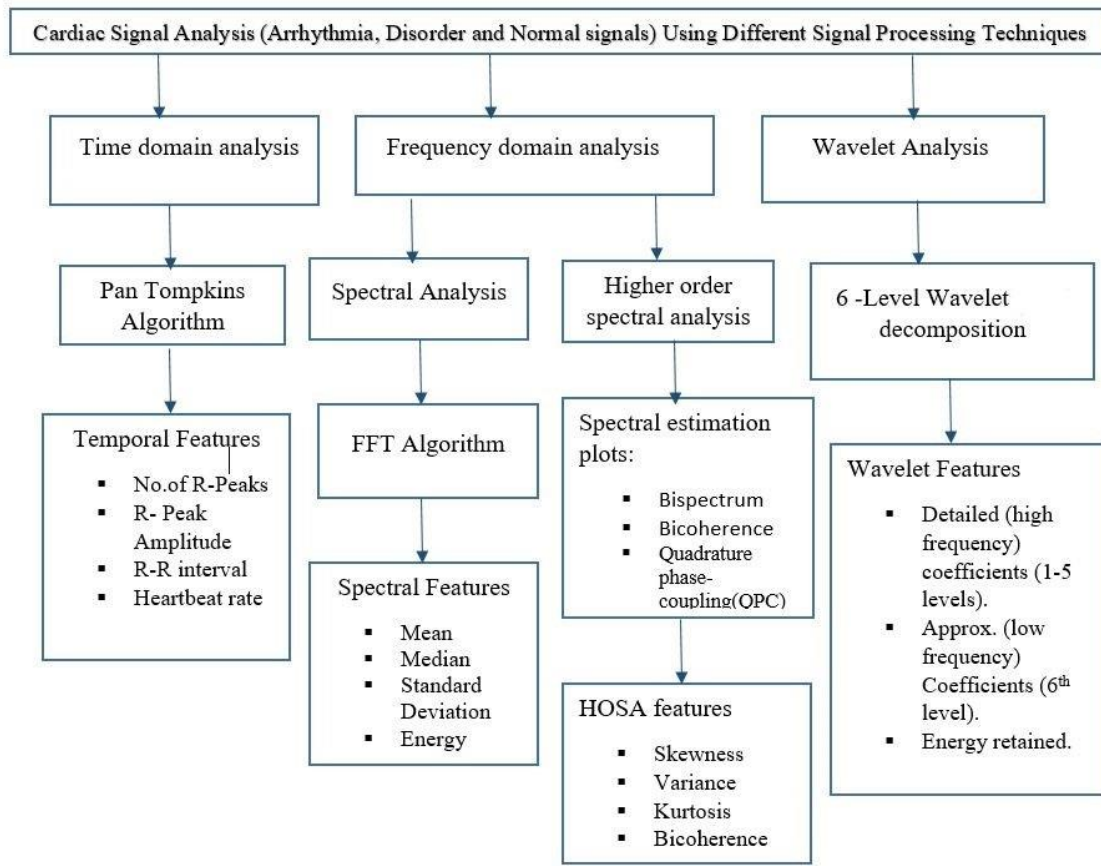 Cardiac Signal Analysis (Arrhythmia, Disorder and Normal signals) Using Different Signal Processing Techniques
Time domain analysis
Frequency domain analysis
Wavelet Analysis
Pan Tompkins
Algorithm
Spectral Analysis
Higher order
spectral analysis
6 -Level Wavelet
decomposition
Temporal Features
▪ No.of R-Peaks
▪ R- Peak
Amplitude
▪ R-R interval
▪ Heartbeat rate
FFT Algorithm
Spectral Features
▪ Mean
▪ Median
▪ Standard
Deviation
▪ Energy
Spectral estimation
plots:
▪ Bispectrum
▪ Bicoherence
▪ Quadrature
phase-
coupling(QPC)
HOSA features
▪ Skewness
▪ Variance
▪ Kurtosis
▪ Bicoherence
Wavelet Features
▪ Detailed (high
frequency)
coefficients (1-5
levels).
▪ Approx. (low
frequency)
Coefficients (6th
level).
▪ Energy retained.